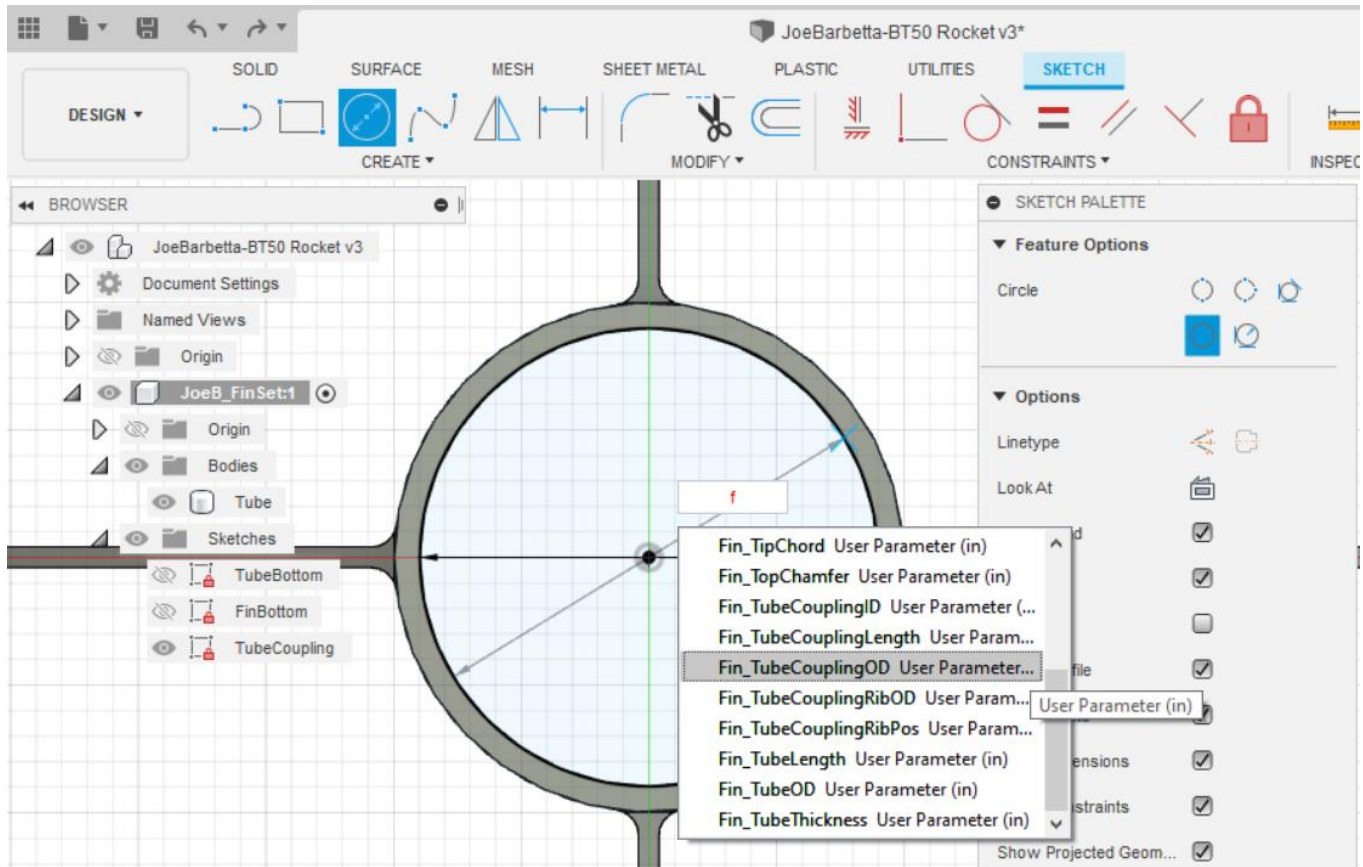 JoeBarbetta-BT50 Rocket v3*
SOLID SURFACE MESH SHEET METAL PLASTIC UTILITIES SKETCH
DESIGN
CREATE MODIFY CONSTRAINTS INSPEC
BROWSER
JoeBarbetta-BT50 Rocket v3
Document Settings
Named Views
Origin
JoeB_FinSet:1
Origin
Bodies
Tube
Sketches
TubeBottom
FinBottom
TubeCoupling
f
Fin_TipChord User Parameter (in)
Fin_TopChamfer User Parameter (in)
Fin_TubeCouplingID User Parameter (...
Fin_TubeCouplingLength User Param...
Fin_TubeCouplingOD User Parameter...
Fin_TubeCouplingRibOD User Param...
Fin_TubeCouplingRibPos User Param...
Fin_TubeLength User Parameter (in)
Fin_TubeOD User Parameter (in)
Fin_TubeThickness User Parameter (in)
User Parameter (in)
SKETCH PALETTE
Feature Options
Circle
Options
Linetype
Look At
d
file
ensions
straints
Show Projected Geom...